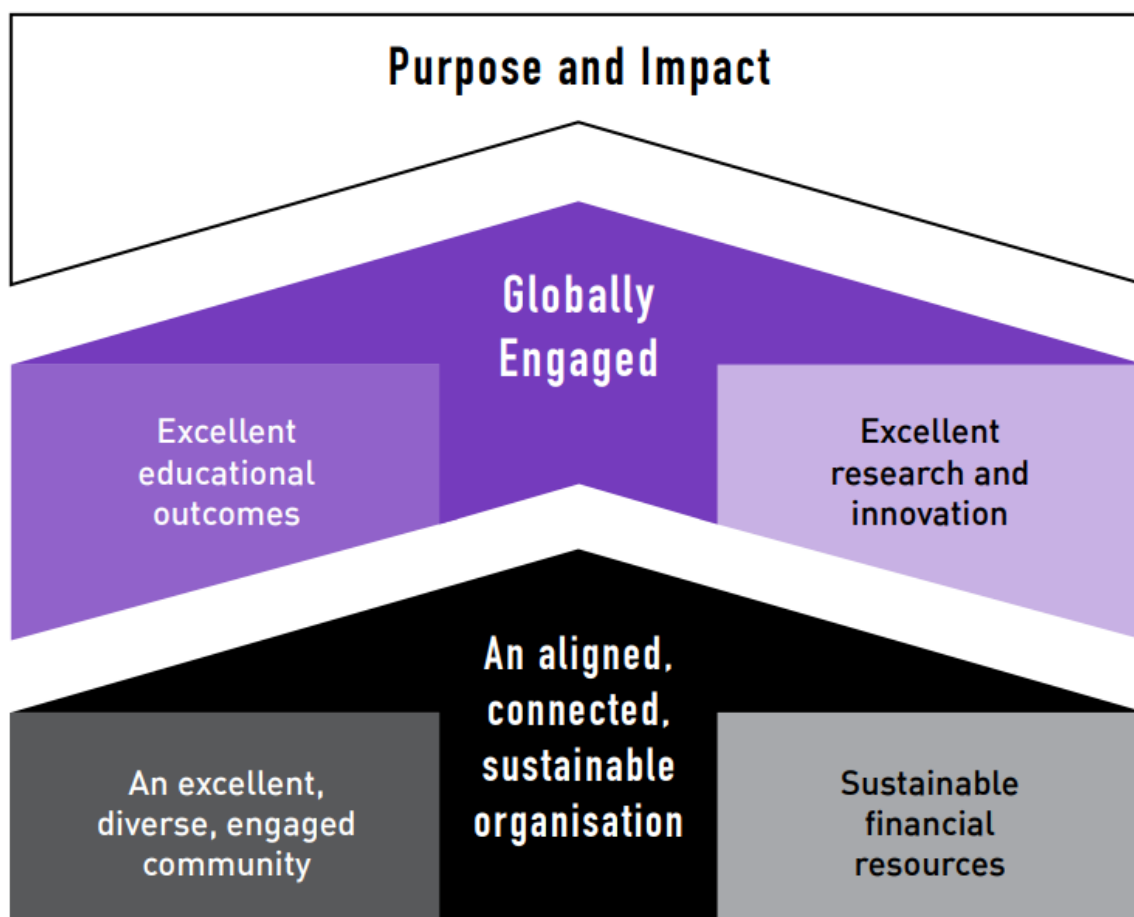 Purpose and Impact
Globally
Engaged
Excellent
educational
outcomes
Excellent
research and
innovation
An aligned,
connected,
sustainable
organisation
An excellent,
diverse, engaged
community
Sustainable
financial
resources